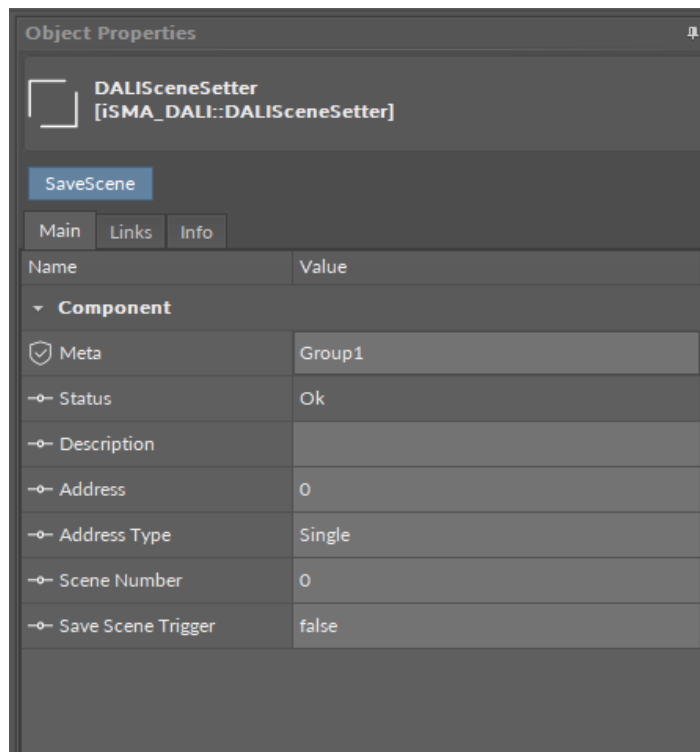 Object Properties
DALISceneSetter
[iSMA_DALI::DALISceneSetter]
SaveScene
Main Links Info
Name Value
Component
Meta Group1
Status Ok
Description
Address 0
Address Type Single
Scene Number 0
Save Scene Trigger false